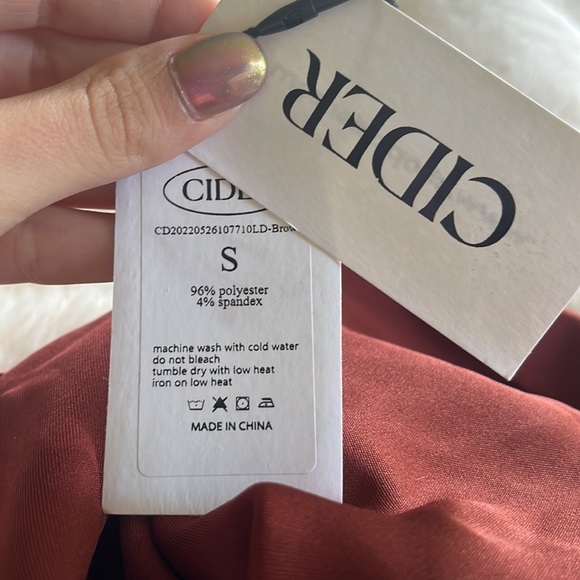 CIDER
CD20220526107710LD-Brow
S
96% polyester
4% spandex
machine wash with cold water
do not bleach
tumble dry with low heat
iron on low heat
MADE IN CHINA